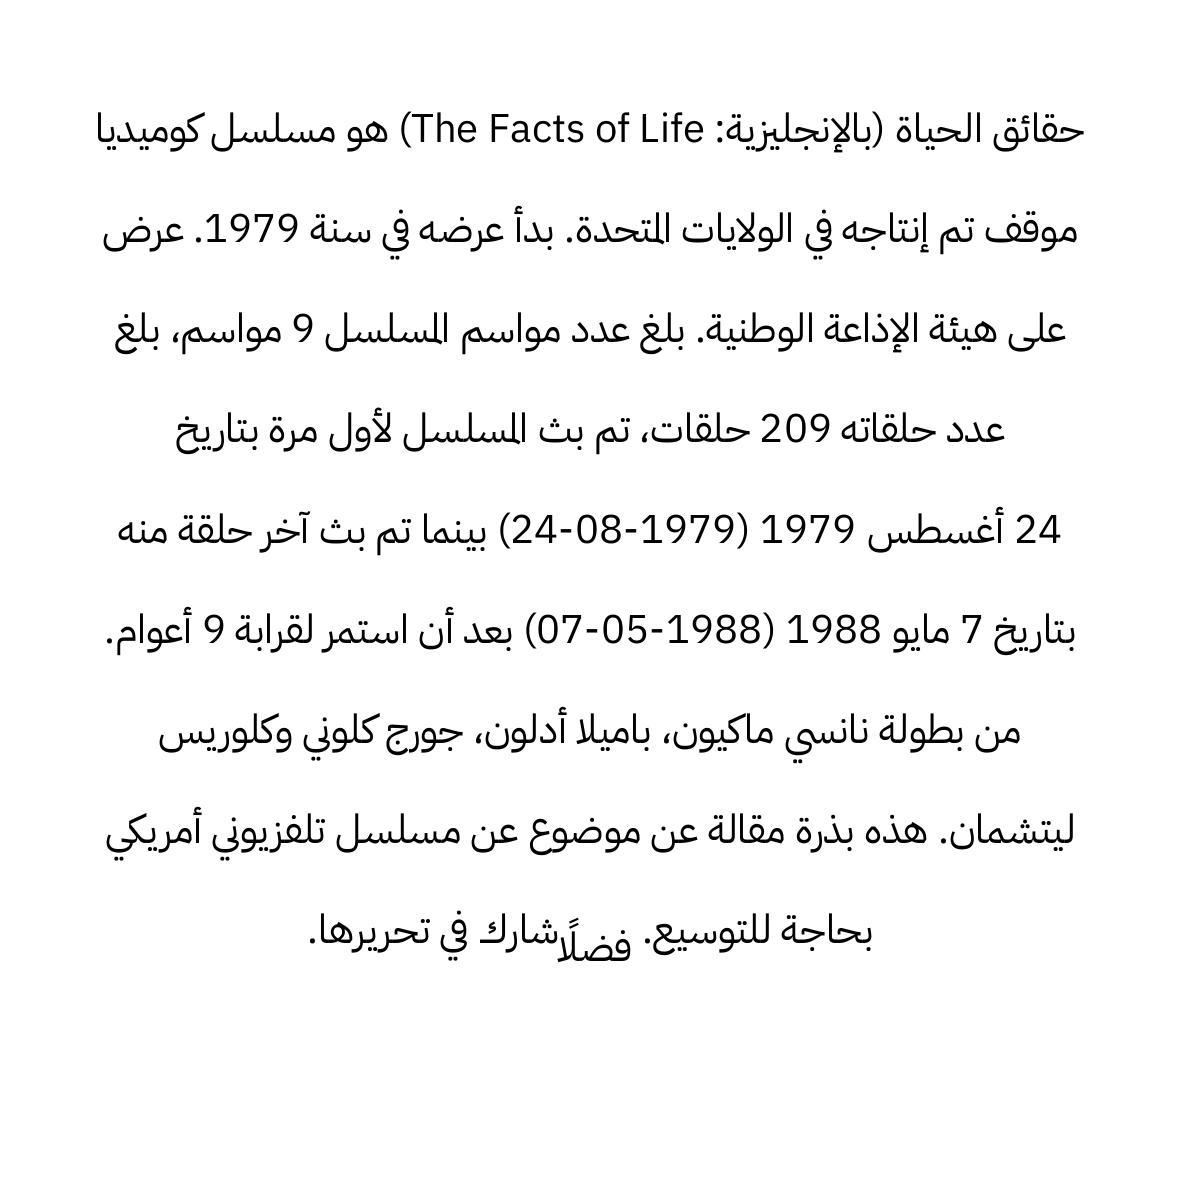 حقائق الحياة (بالإنجليزية: The Facts of Life) هو مسلسل كوميديا
موقف تم إنتاجه في الولايات المتحدة. بدأ عرضه في سنة 1979. عرض
على هيئة الإذاعة الوطنية. بلغ عدد مواسم المسلسل 9 مواسم، بلغ
عدد حلقاته 209 حلقات، تم بث المسلسل لأول مرة بتاريخ
24 أغسطس 1979 (24-08-1979) بينما تم بث آخر حلقة منه
بتاريخ 7 مايو 1988 (07-05-1988) بعد أن استمر لقرابة 9 أعوام.
من بطولة نانسي ماكيون، باميلا أدلون، جورج كلوني وكلوريس
ليتشمان. هذه بذرة مقالة عن موضوع عن مسلسل تلفزيوني أمريكي
بحاجة للتوسيع. فضلًا شارك في تحريرها.